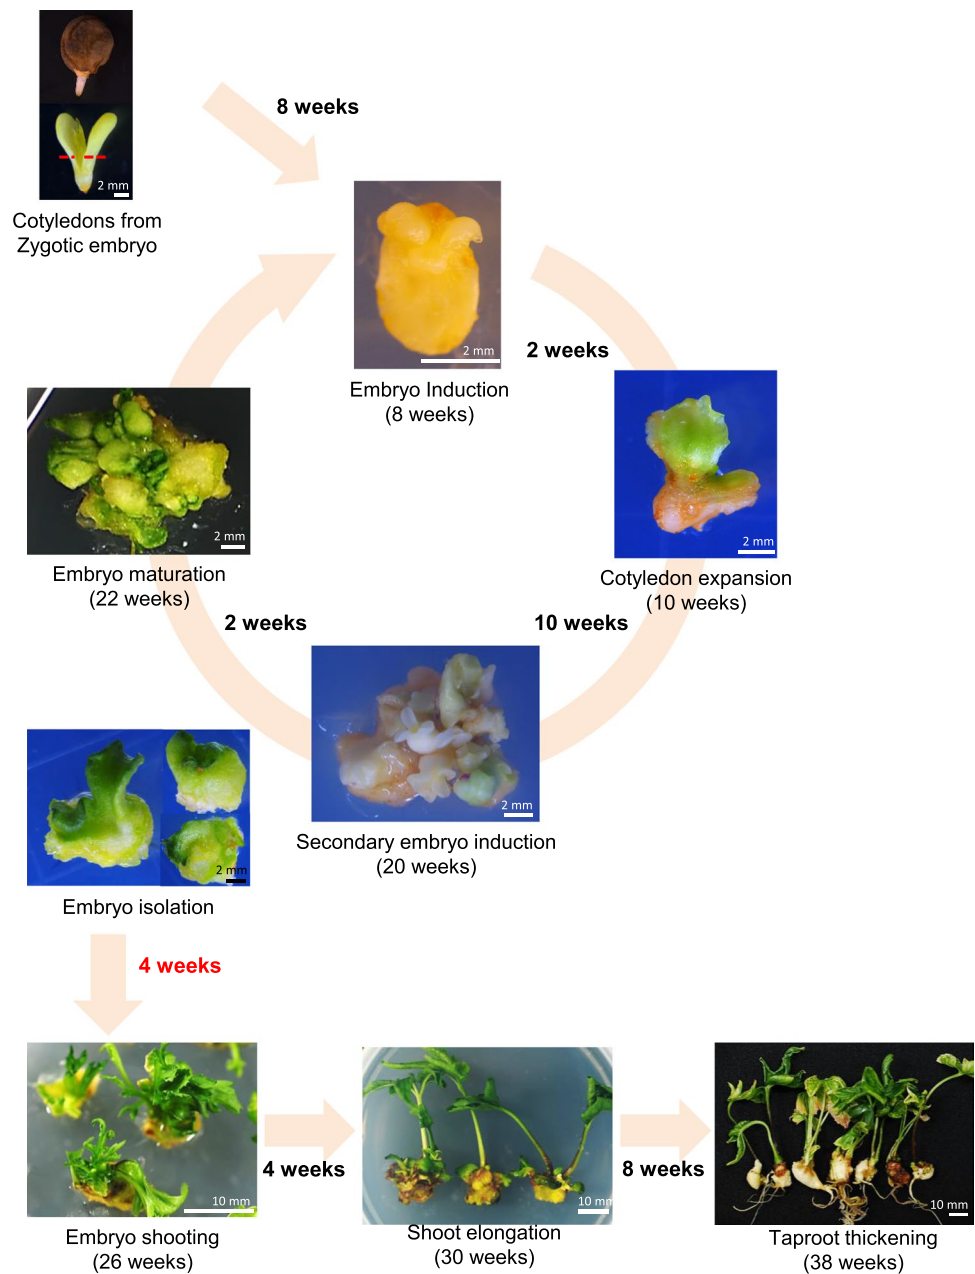 2 mm
Cotyledons from
Zygotic embryo
8 weeks
2 mm
Embryo Induction
(8 weeks)
2 weeks
2 mm
Cotyledon expansion
(10 weeks)
10 weeks
2 mm
Secondary embryo induction
(20 weeks)
2 weeks
2 mm
Embryo maturation
(22 weeks)
2 mm
Embryo isolation
4 weeks
10 mm
Embryo shooting
(26 weeks)
4 weeks
10 mm
Shoot elongation
(30 weeks)
8 weeks
10 mm
Taproot thickening
(38 weeks)